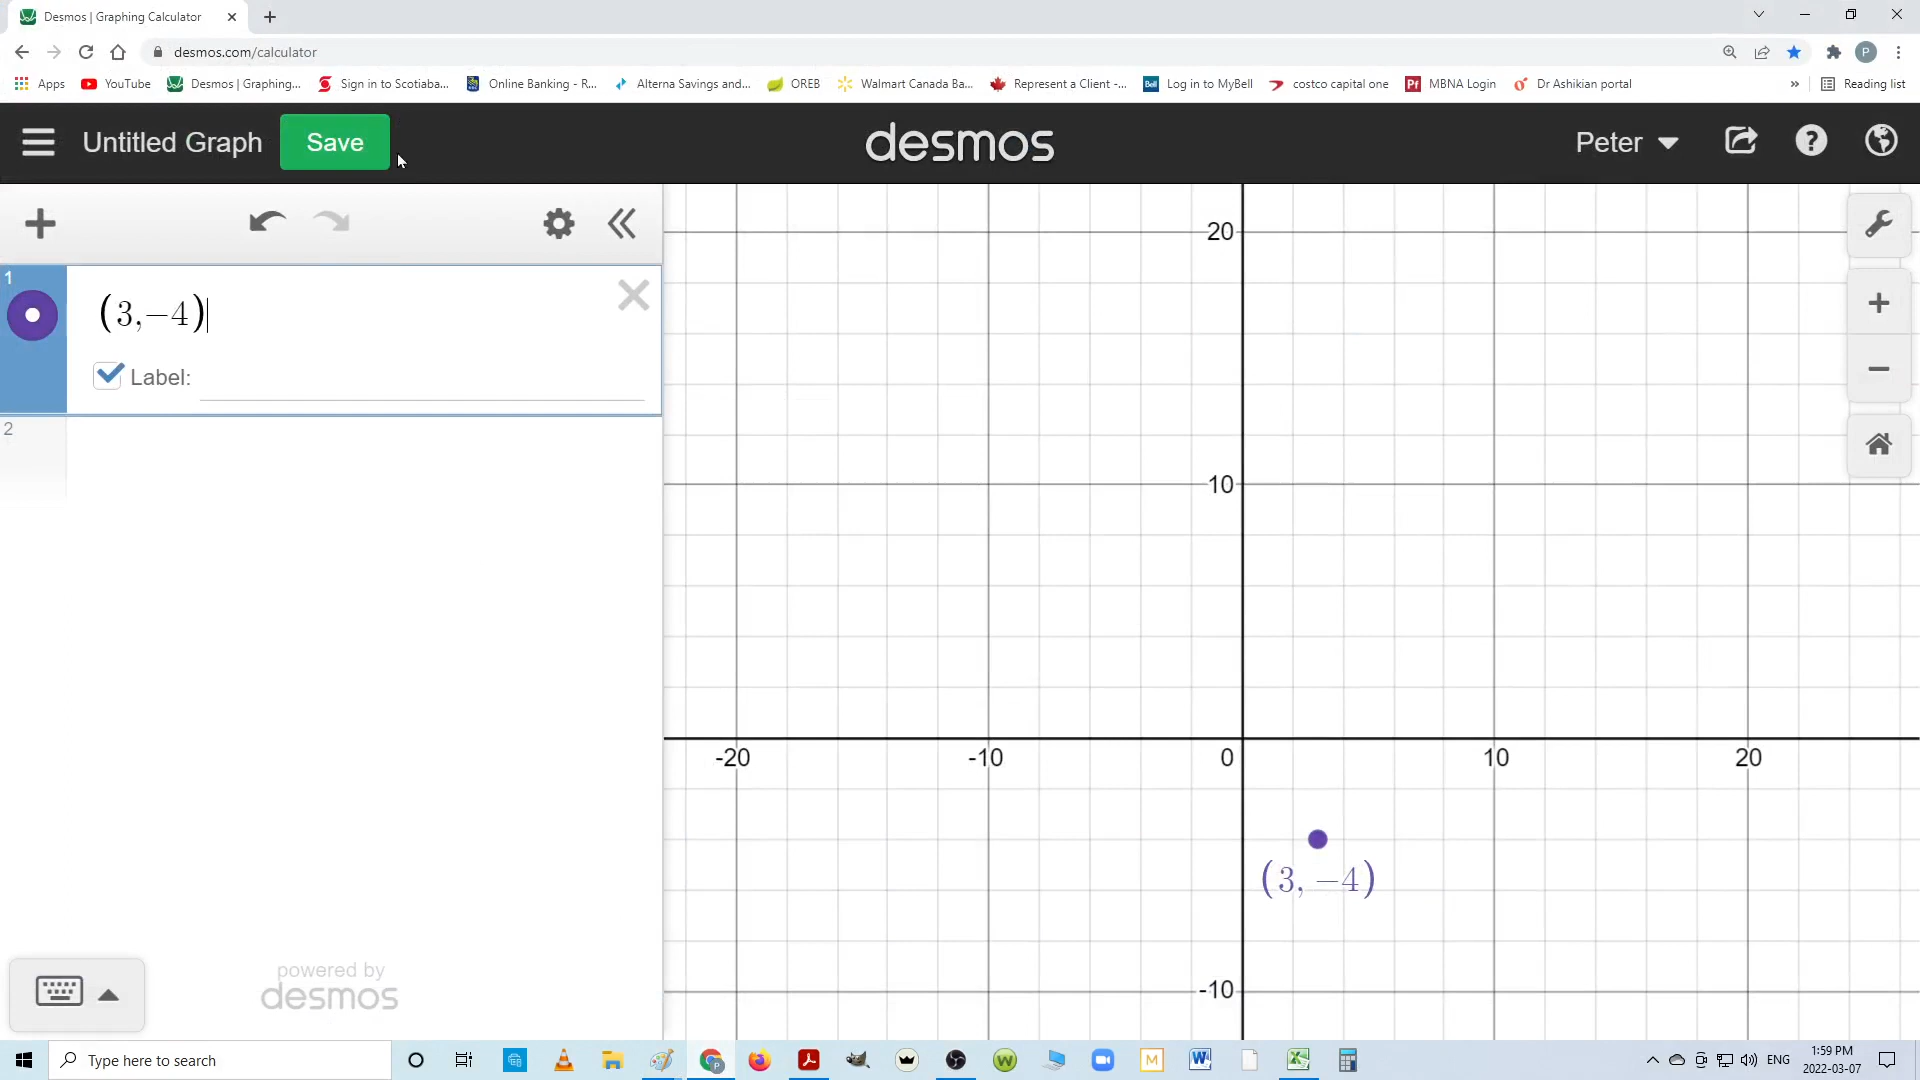 Desmos | Graphing Calculator
desmos.com/calculator
Apps YouTube Desmos | Graphing... Sign in to Scotiaba... Online Banking - R... Alterna Savings and... OREB Walmart Canada Ba... Represent a Client -... Log in to MyBell costco capital one MBNA Login Dr Ashikian portal » Reading list
Untitled Graph Save desmos Peter
1
(3,−4)
Label:
2
20
10
-20 -10 0 10 20
(3, −4)
-10
powered by
desmos
Type here to search
ENG
1:59 PM
2022-03-07